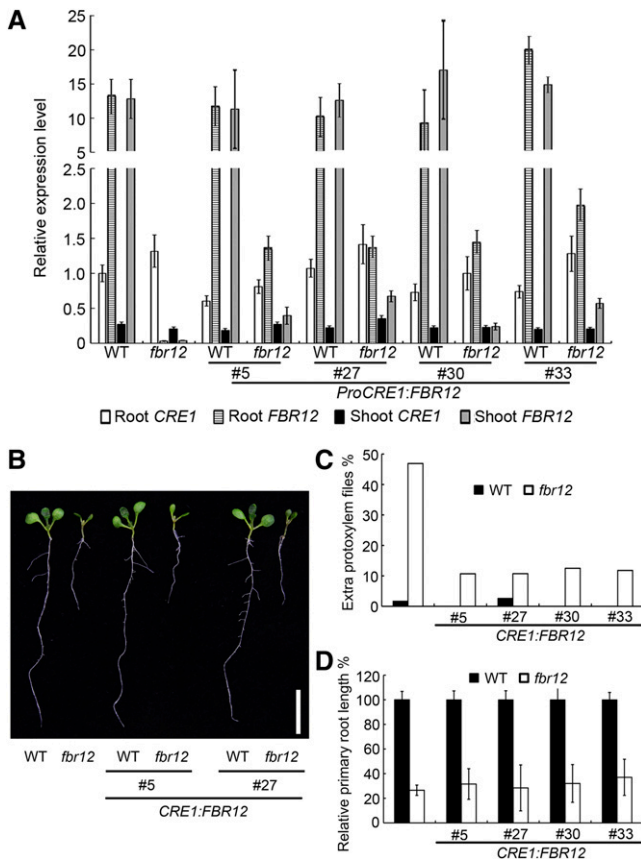 A
Relative expression level
25
20
15
10
5
2.5
2.0
1.5
1.0
0.5
0
WT fbr12 WT fbr12 WT fbr12 WT fbr12 WT fbr12
#5 #27 #30 #33
ProCRE1:FBR12
Root CRE1 Root FBR12 Shoot CRE1 Shoot FBR12
B
WT fbr12 WT fbr12 WT fbr12
#5 #27
CRE1:FBR12
C
Extra protoxylem files %
50
40
30
20
10
0
WT fbr12
#5 #27 #30 #33
CRE1:FBR12
D
Relative primary root length %
WT fbr12
120
100
80
60
40
20
0
#5 #27 #30 #33
CRE1:FBR12